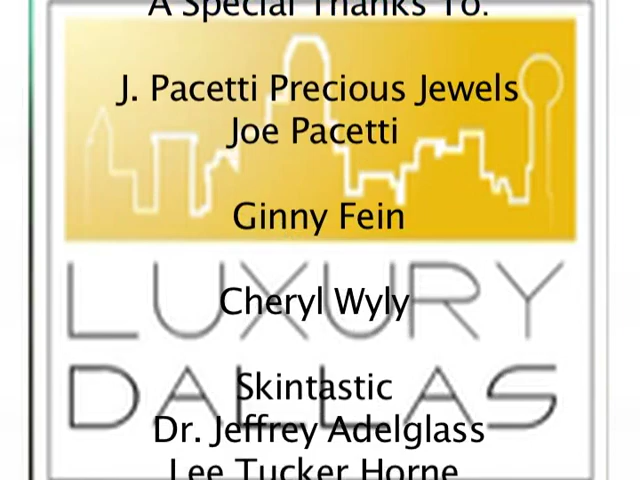 A Special Thanks To:
J. Pacetti Precious Jewels
Joe Pacetti
Ginny Fein
LUXURY
Cheryl Wyly
DALLAS
Skintastic
Dr. Jeffrey Adelglass
Lee Tucker Horne